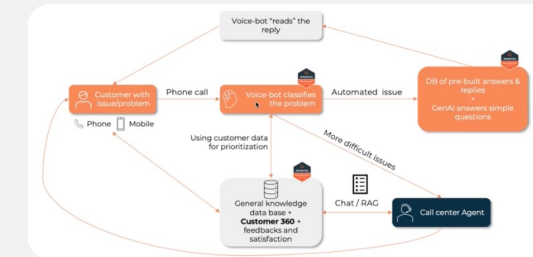 Voice-bot "reads" the
reply
Customer with
issue/problem
Phone call
Voice-bot classifies
the problem
Automated issue
DB of pre-built answers &
replies
+
GenAI answers simple
questions
Phone
Mobile
Using customer data
for prioritization
More difficult issues
General knowledge
data base +
Customer 360 +
feedbacks and
satisfaction
Chat / RAG
Call center Agent